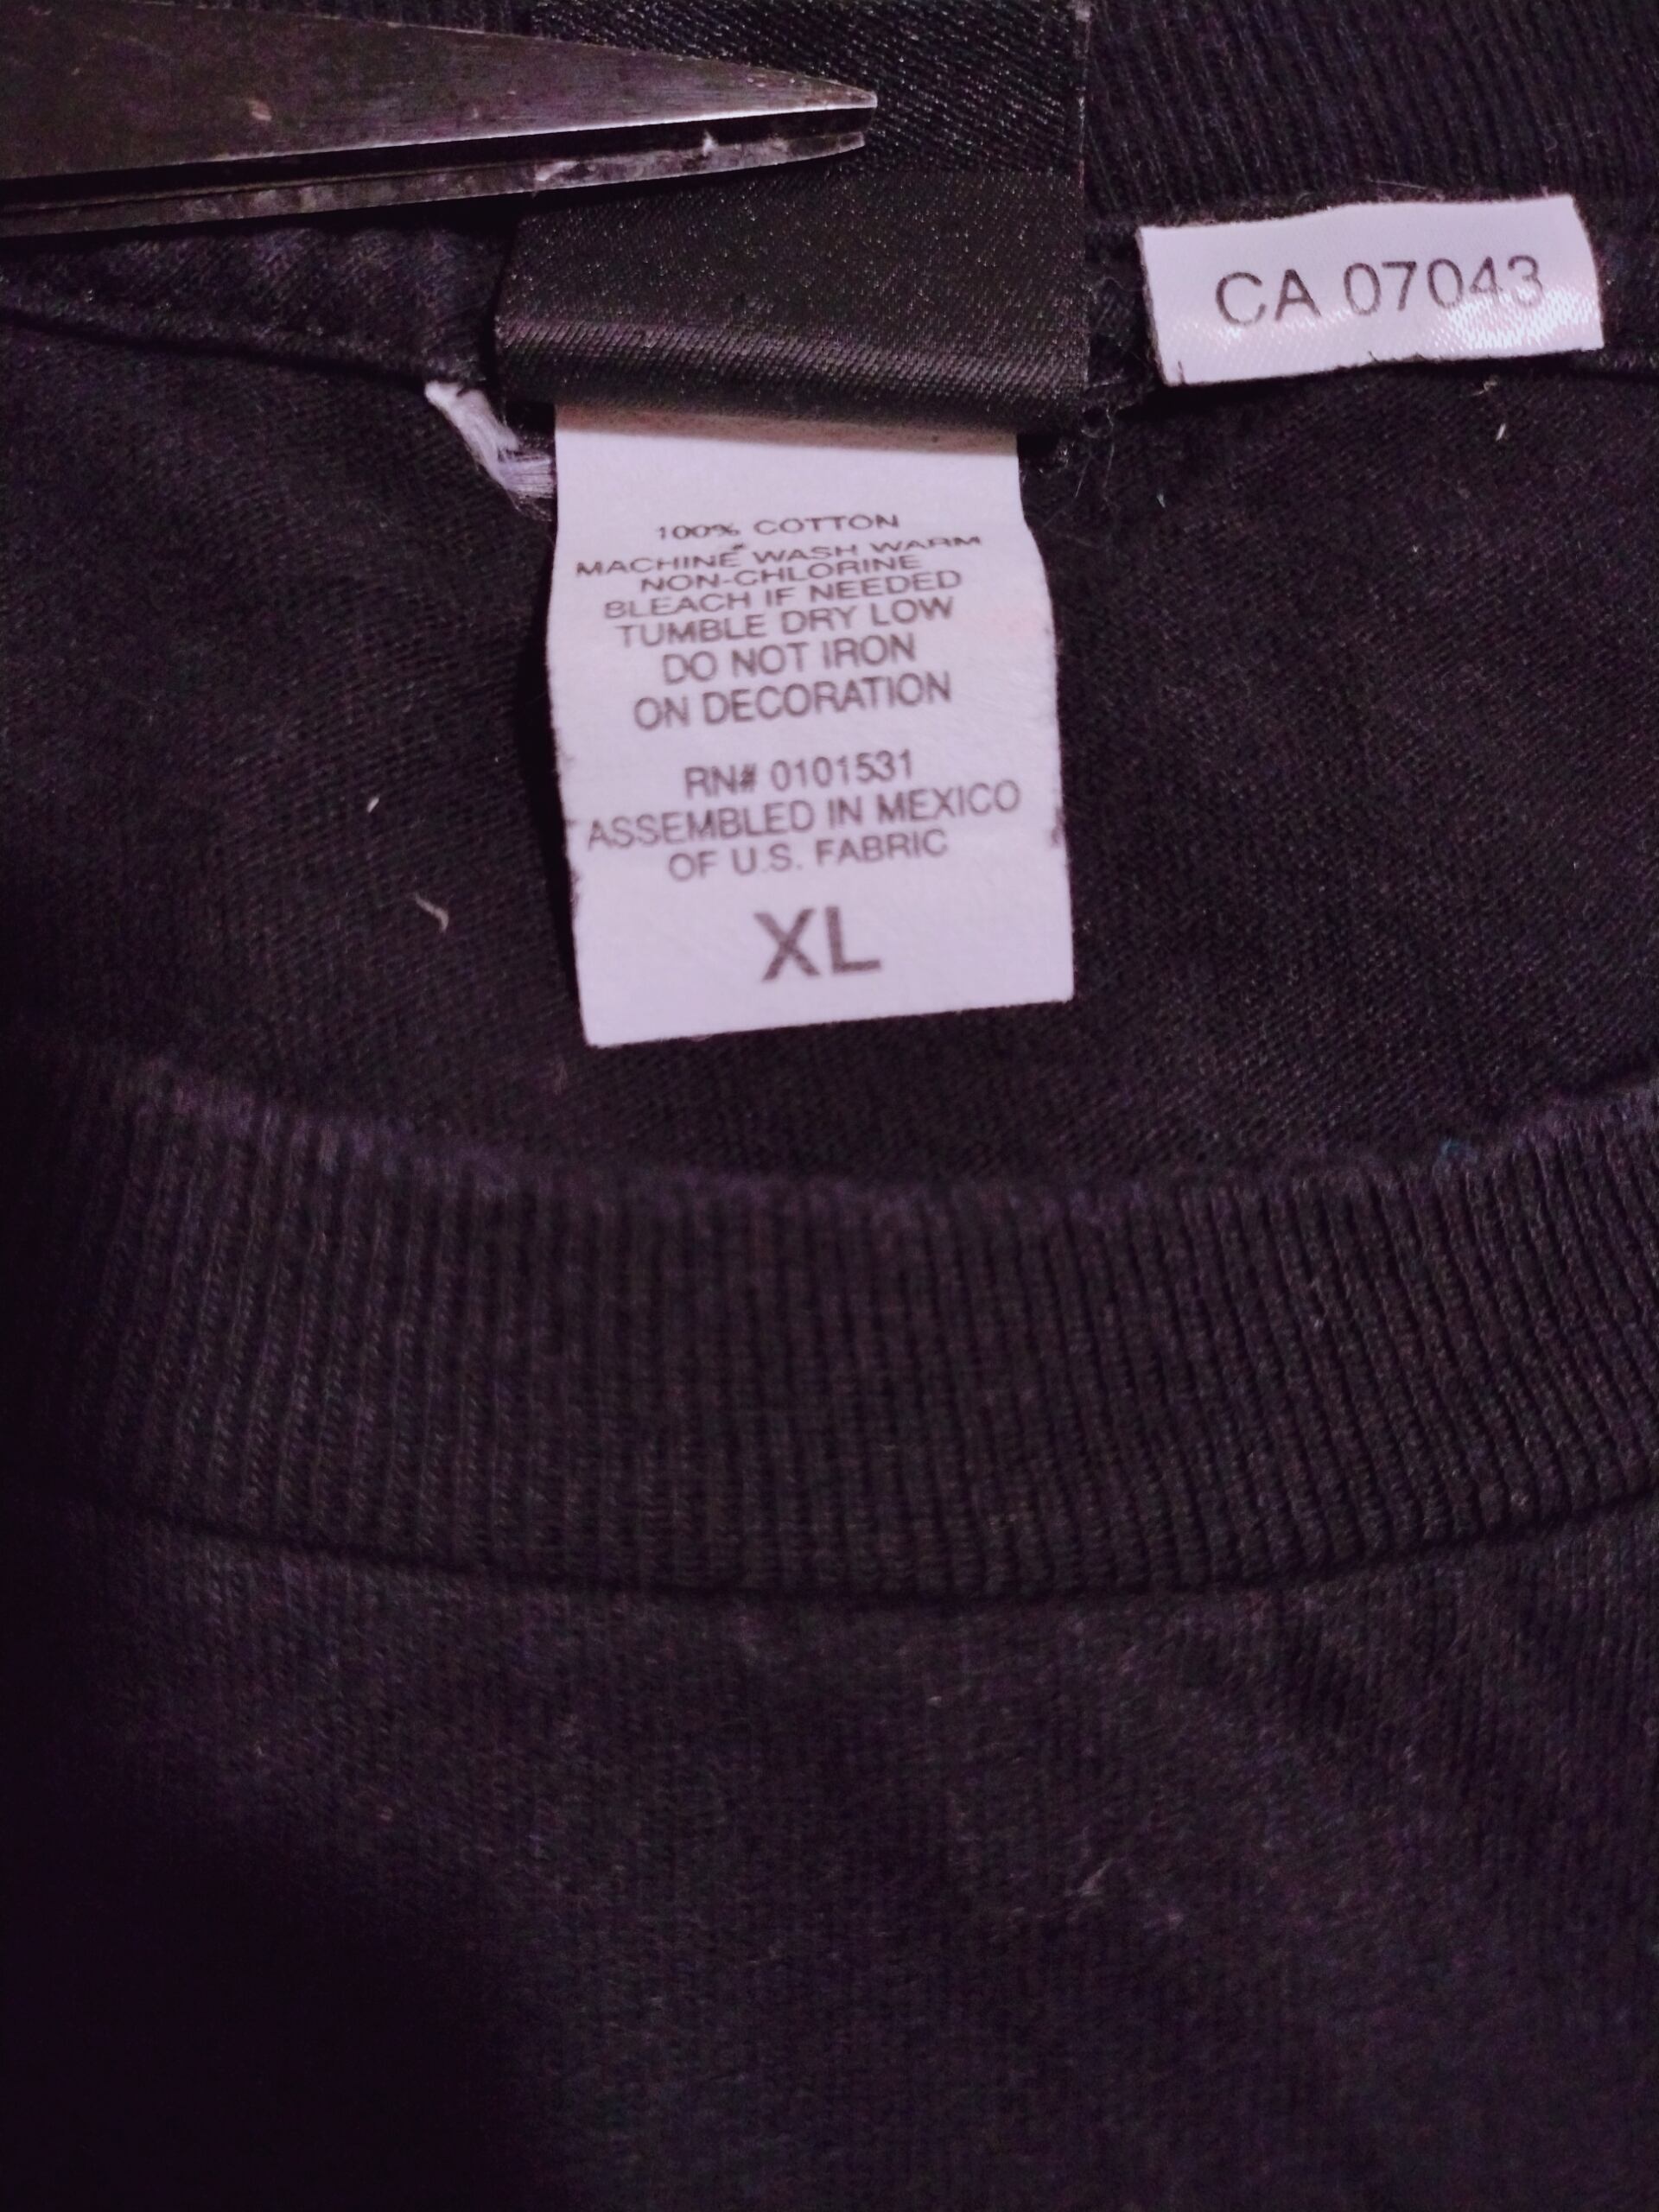 CA 07043
100% COTTON
MACHINE WASH WARM
NON-CHLORINE
BLEACH IF NEEDED
TUMBLE DRY LOW
DO NOT IRON
ON DECORATION
RN# 0101531
ASSEMBLED IN MEXICO
OF U.S. FABRIC
XL